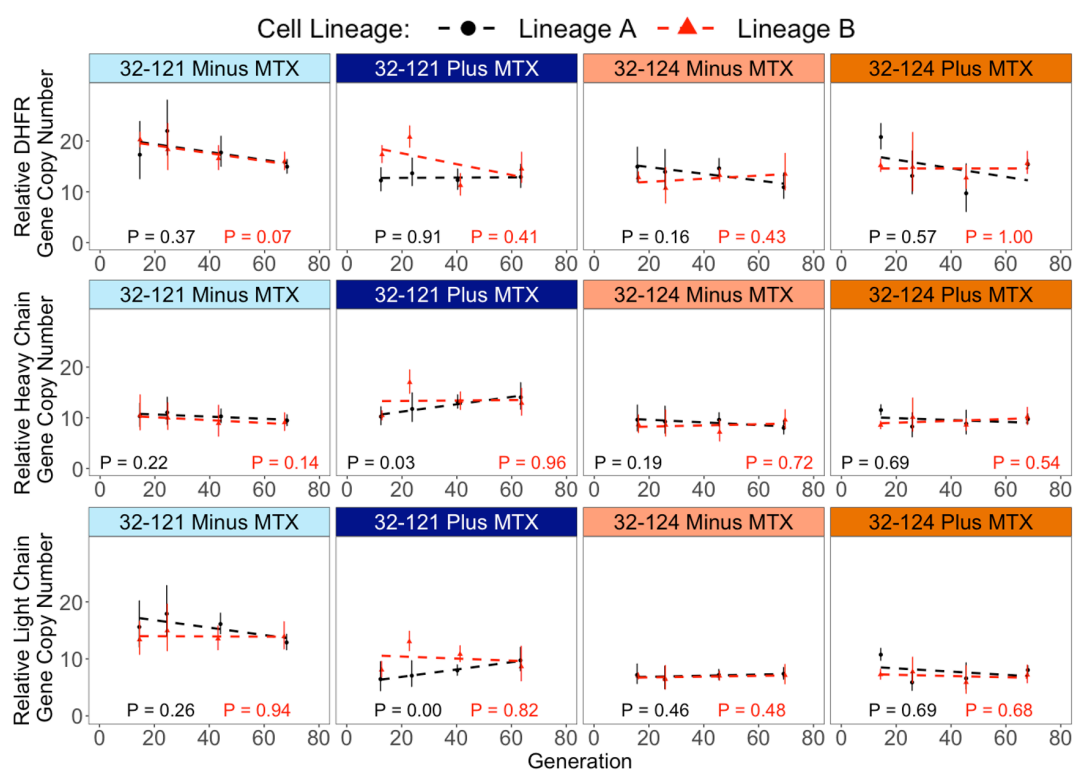 Cell Lineage: Lineage A Lineage B
32-121 Minus MTX 32-121 Plus MTX 32-124 Minus MTX 32-124 Plus MTX
Relative DHFR
Gene Copy Number
20
10
0
P = 0.37 P = 0.07 P = 0.91 P = 0.41 P = 0.16 P = 0.43 P = 0.57 P = 1.00
0 20 40 60 80 0 20 40 60 80 0 20 40 60 80 0 20 40 60 80
32-121 Minus MTX 32-121 Plus MTX 32-124 Minus MTX 32-124 Plus MTX
Relative Heavy Chain
Gene Copy Number
20
10
0
P = 0.22 P = 0.14 P = 0.03 P = 0.96 P = 0.19 P = 0.72 P = 0.69 P = 0.54
0 20 40 60 80 0 20 40 60 80 0 20 40 60 80 0 20 40 60 80
32-121 Minus MTX 32-121 Plus MTX 32-124 Minus MTX 32-124 Plus MTX
Relative Light Chain
Gene Copy Number
20
10
0
P = 0.26 P = 0.94 P = 0.00 P = 0.82 P = 0.46 P = 0.48 P = 0.69 P = 0.68
0 20 40 60 80 0 20 40 60 80 0 20 40 60 80 0 20 40 60 80
Generation